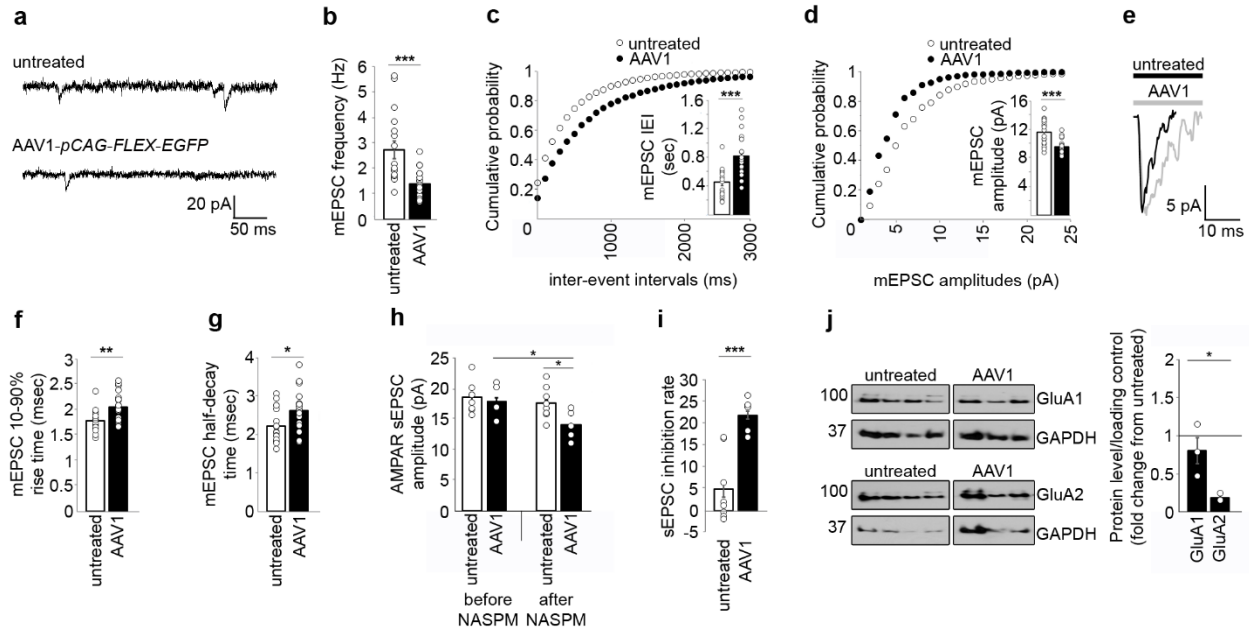 a
untreated
AAV1-pCAG-FLEX-EGFP
20 pA
50 ms
b
***
mEPSC frequency (Hz)
7
6
5
4
3
2
1
0
untreated
AAV1
c
untreated
AAV1
Cumulative probability
1
0.8
0.6
0.4
0.2
0
1000
2000
3000
inter-event intervals (ms)
***
mEPSC IEI
(sec)
1.6
1.2
0.8
0.4
d
untreated
AAV1
Cumulative probability
1
0.8
0.6
0.4
0.2
0
5
10
15
20
25
mEPSC amplitudes (pA)
***
mEPSC
amplitude (pA)
16
12
8
4
0
e
untreated
AAV1
5 pA
10 ms
f
**
mEPSC 10-90%
rise time (msec)
3
2.5
2
1.5
1
0.5
0
untreated
AAV1
g
*
mEPSC half-decay
time (msec)
4
3
2
1
0
untreated
AAV1
h
*
*
AMPAR sEPSC
amplitude (pA)
25
20
15
10
5
0
untreated
AAV1
untreated
AAV1
before
NASPM
after
NASPM
i
***
sEPSC inhibition rate
30
25
20
15
10
5
0
-5
untreated
AAV1
j
untreated
AAV1
100
GluA1
37
GAPDH
untreated
AAV1
100
GluA2
37
GAPDH
Protein level/loading control
(fold change from untreated)
*
2
1.5
1
0.5
0
GluA1
GluA2